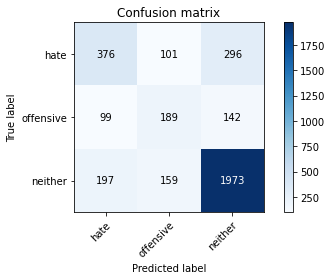 Confusion matrix
hate 376 101 296
offensive 99 189 142
neither 197 159 1973
hate offensive neither
True label
Predicted label
1750
1500
1250
1000
750
500
250